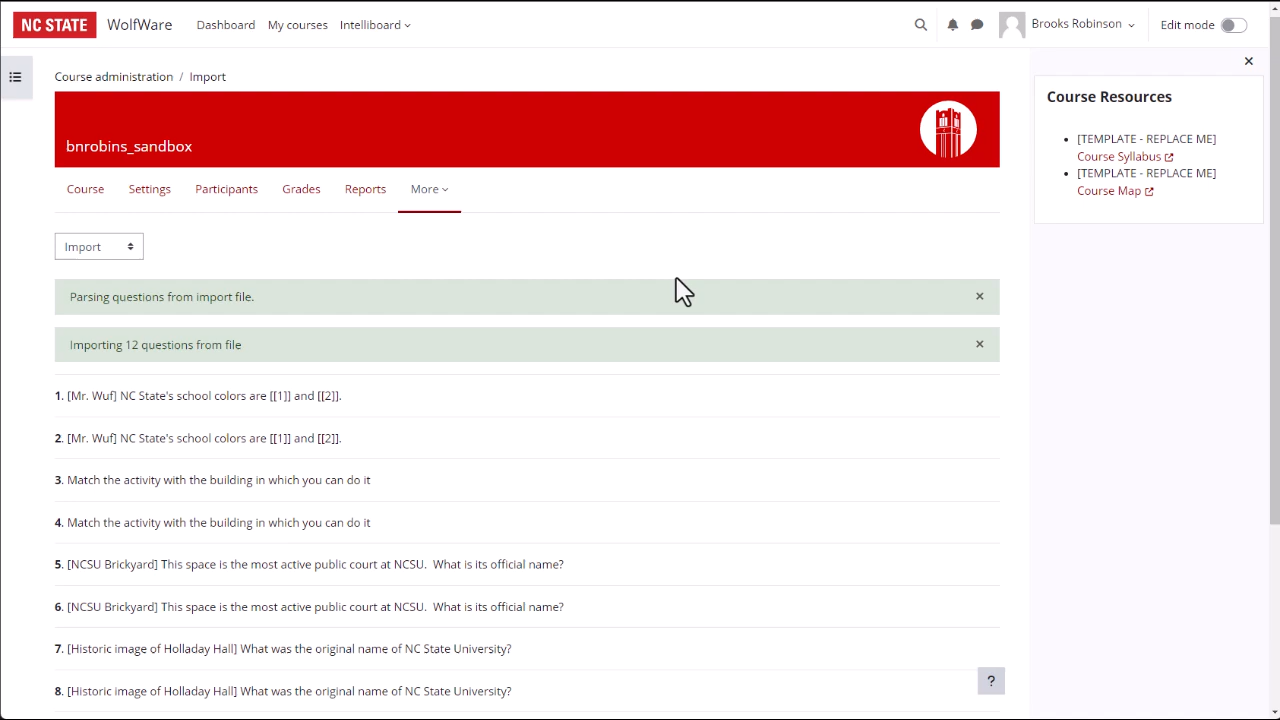 NC STATE WolfWare Dashboard My courses Intelliboard Brooks Robinson Edit mode
Course administration / Import
bnrobins_sandbox
Course Settings Participants Grades Reports More
Import
Parsing questions from import file.
Importing 12 questions from file
1. [Mr. Wuf] NC State's school colors are [[1]] and [[2]].
2. [Mr. Wuf] NC State's school colors are [[1]] and [[2]].
3. Match the activity with the building in which you can do it
4. Match the activity with the building in which you can do it
5. [NCSU Brickyard] This space is the most active public court at NCSU.  What is its official name?
6. [NCSU Brickyard] This space is the most active public court at NCSU.  What is its official name?
7. [Historic image of Holladay Hall] What was the original name of NC State University?
8. [Historic image of Holladay Hall] What was the original name of NC State University?
?
Course Resources
[TEMPLATE - REPLACE ME]
Course Syllabus
[TEMPLATE - REPLACE ME]
Course Map